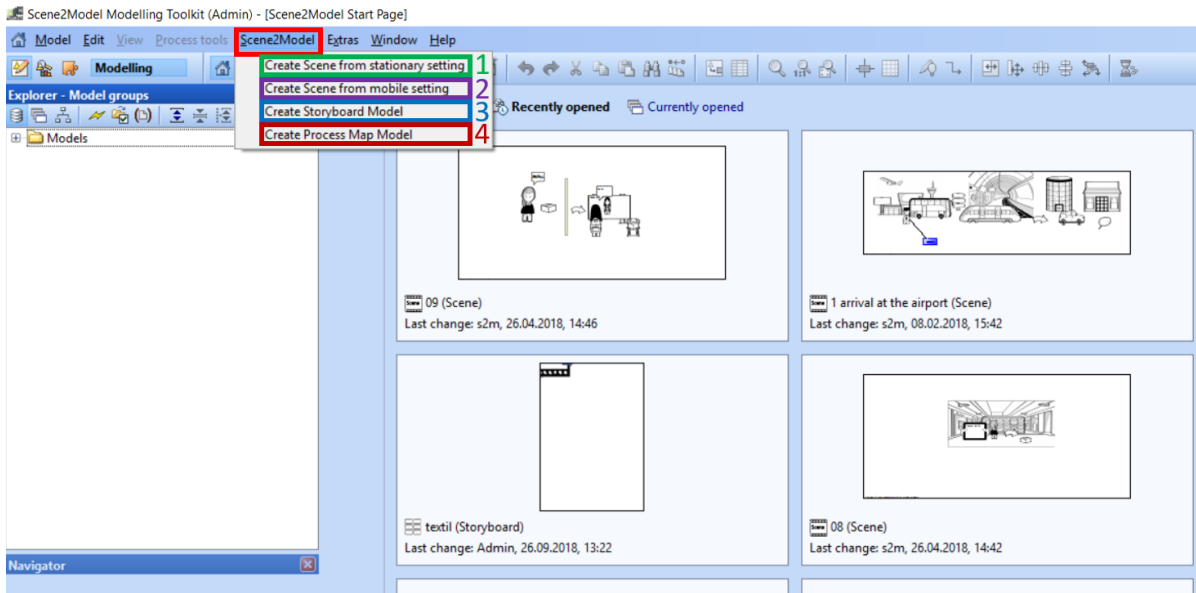 Scene2Model Modelling Toolkit (Admin) - [Scene2Model Start Page]
Model Edit View Process tools Scene2Model Extras Window Help
Modelling
Create Scene from stationary setting 1
Create Scene from mobile setting 2
Create Storyboard Model 3
Create Process Map Model 4
Explorer - Model groups
Models
Recently opened Currently opened
09 (Scene)
Last change: s2m, 26.04.2018, 14:46
1 arrival at the airport (Scene)
Last change: s2m, 08.02.2018, 15:42
textil (Storyboard)
Last change: Admin, 26.09.2018, 13:22
08 (Scene)
Last change: s2m, 26.04.2018, 14:42
Navigator